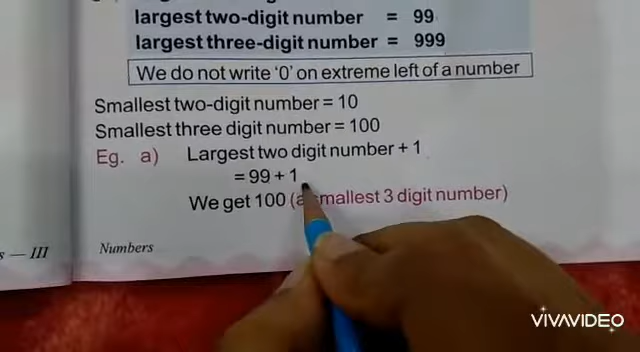 largest two-digit number = 99
largest three-digit number = 999
We do not write '0' on extreme left of a number
Smallest two-digit number = 10
Smallest three digit number = 100
Eg. a) Largest two digit number + 1
= 99 + 1
We get 100 (a smallest 3 digit number)
s — III Numbers
VIVAVIDEO